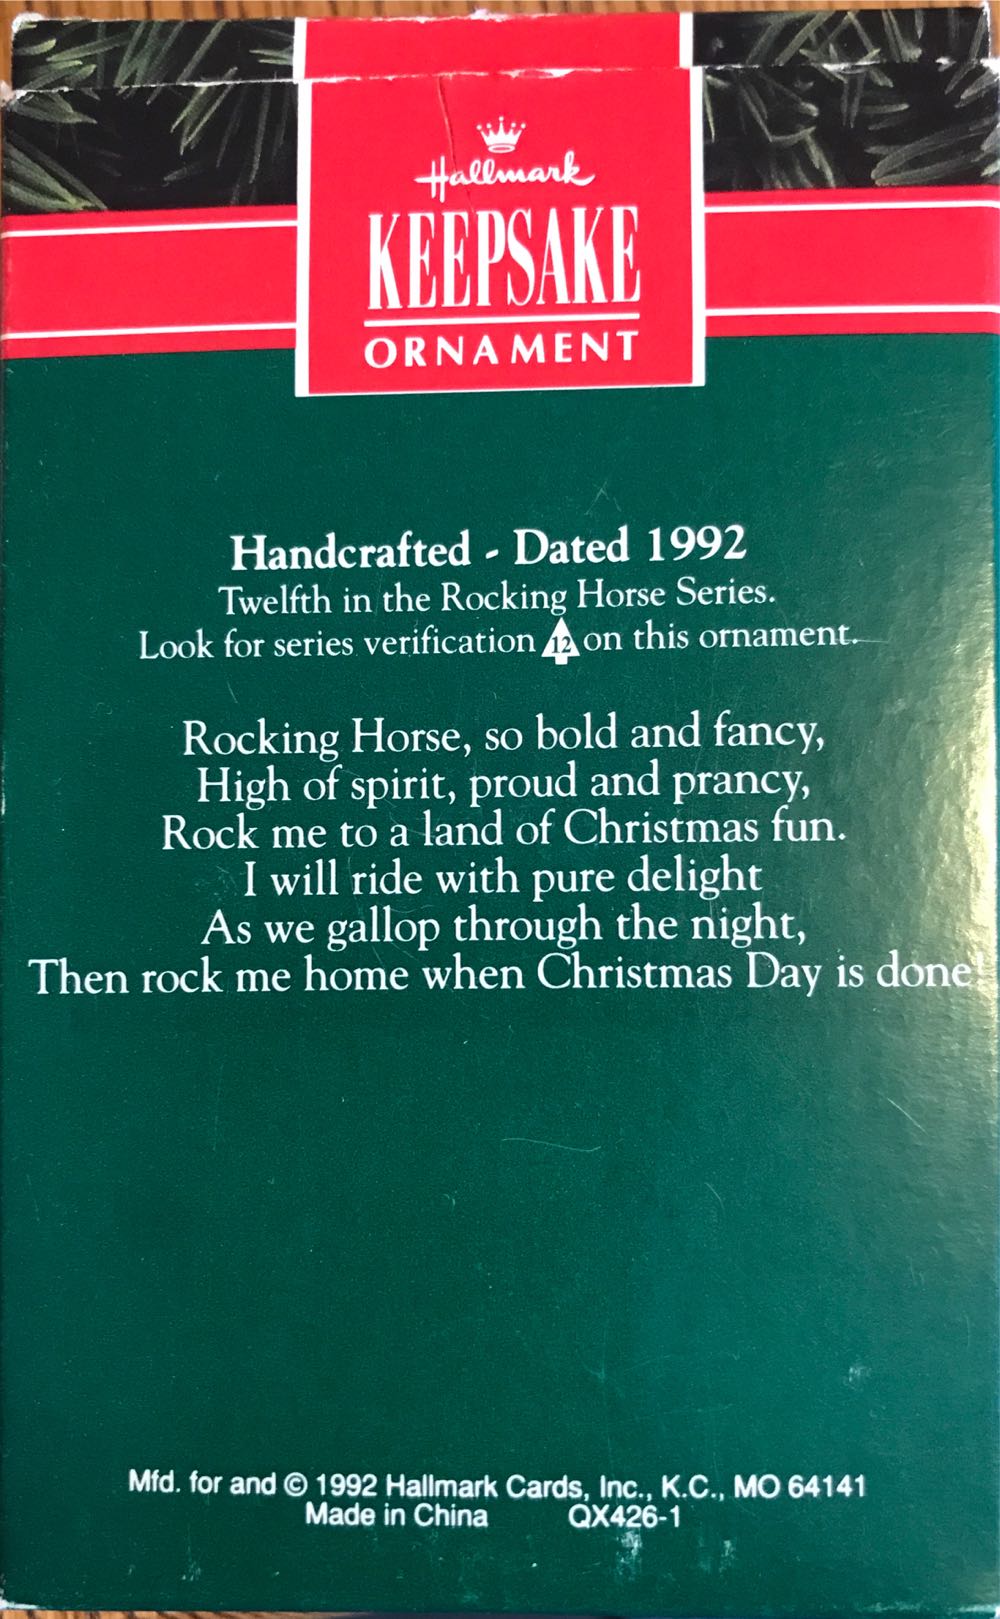 Hallmark
KEEPSAKE
ORNAMENT
Handcrafted - Dated 1992
Twelfth in the Rocking Horse Series.
Look for series verification 12 on this ornament.
Rocking Horse, so bold and fancy,
High of spirit, proud and prancy,
Rock me to a land of Christmas fun.
I will ride with pure delight
As we gallop through the night,
Then rock me home when Christmas Day is done!
Mfd. for and © 1992 Hallmark Cards, Inc., K.C., MO 64141
Made in China QX426-1